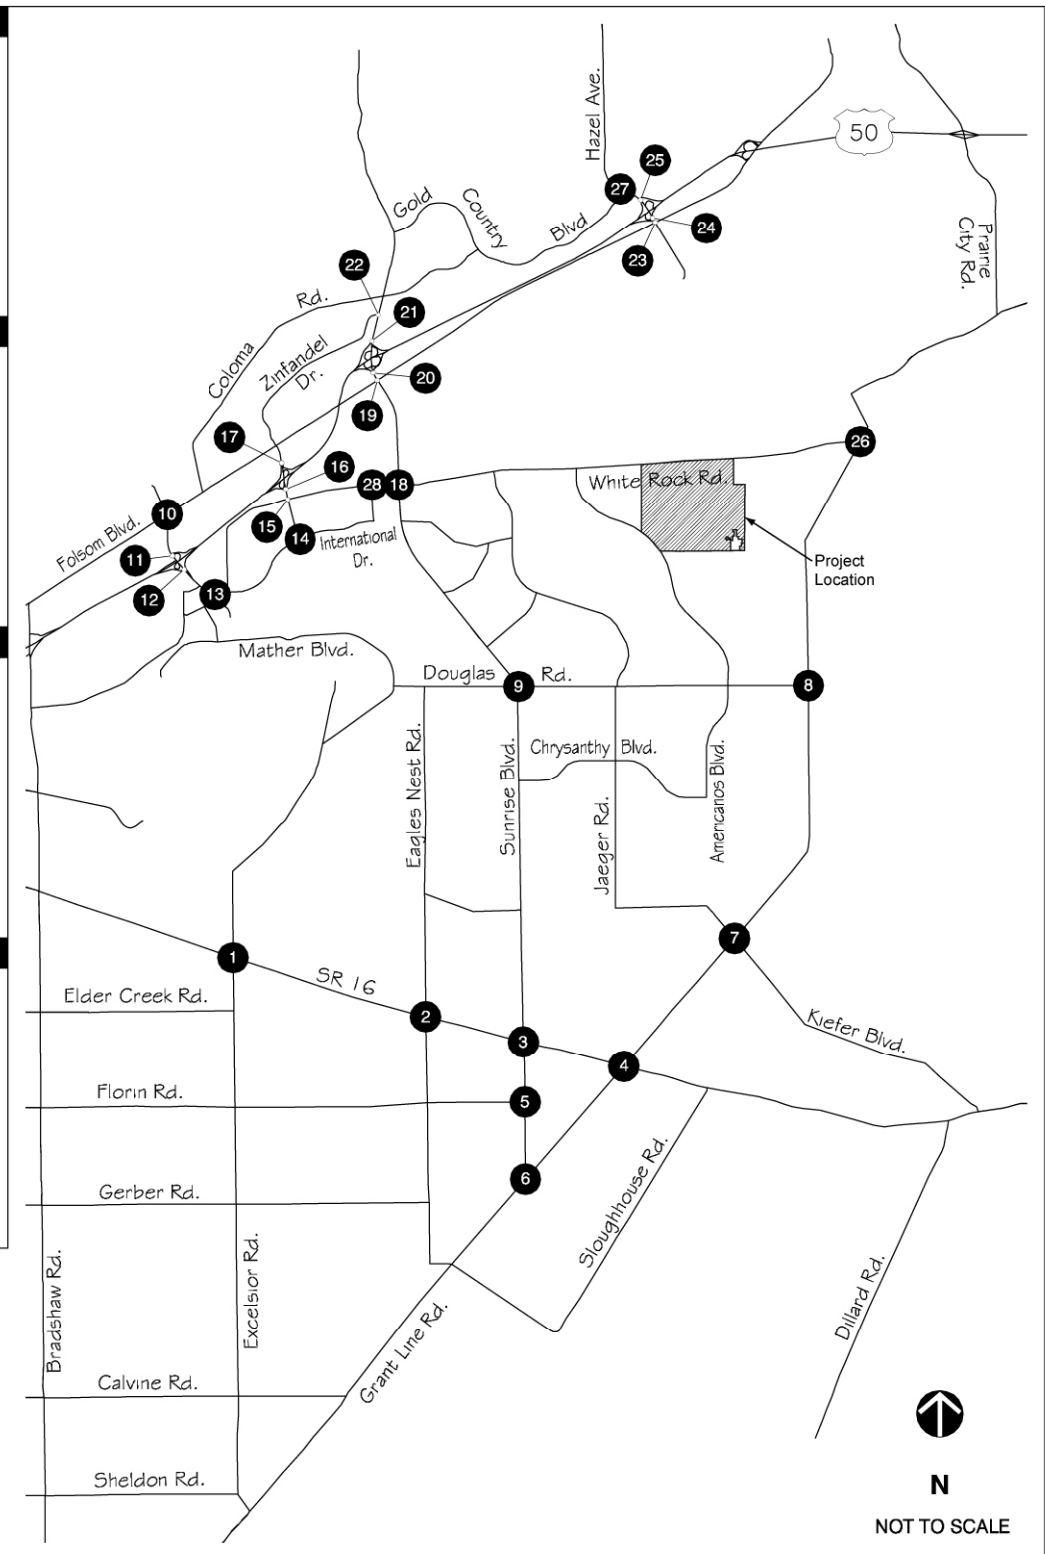 Hazel Ave.
50
25
27
Gold
Country
Blvd
24
23
Prairie
City Rd.
22
Rd.
21
Coloma
Zinfandel
Dr.
20
19
17
26
16
28
18
White Rock Rd.
10
15
14
Folsom Blvd.
International
Dr.
11
Project
Location
12
13
Mather Blvd.
Douglas
Rd.
9
8
Eagles Nest Rd.
Sunrise Blvd.
Chrysanthy Blvd.
Jaeger Rd.
Americanos Blvd.
7
1
SR 16
Elder Creek Rd.
2
Kiefer Blvd.
3
4
Florin Rd.
5
6
Sloughhouse Rd.
Gerber Rd.
Bradshaw Rd.
Excelsior Rd.
Dillard Rd.
Grant Line Rd.
Calvine Rd.
Sheldon Rd.
N
NOT TO SCALE